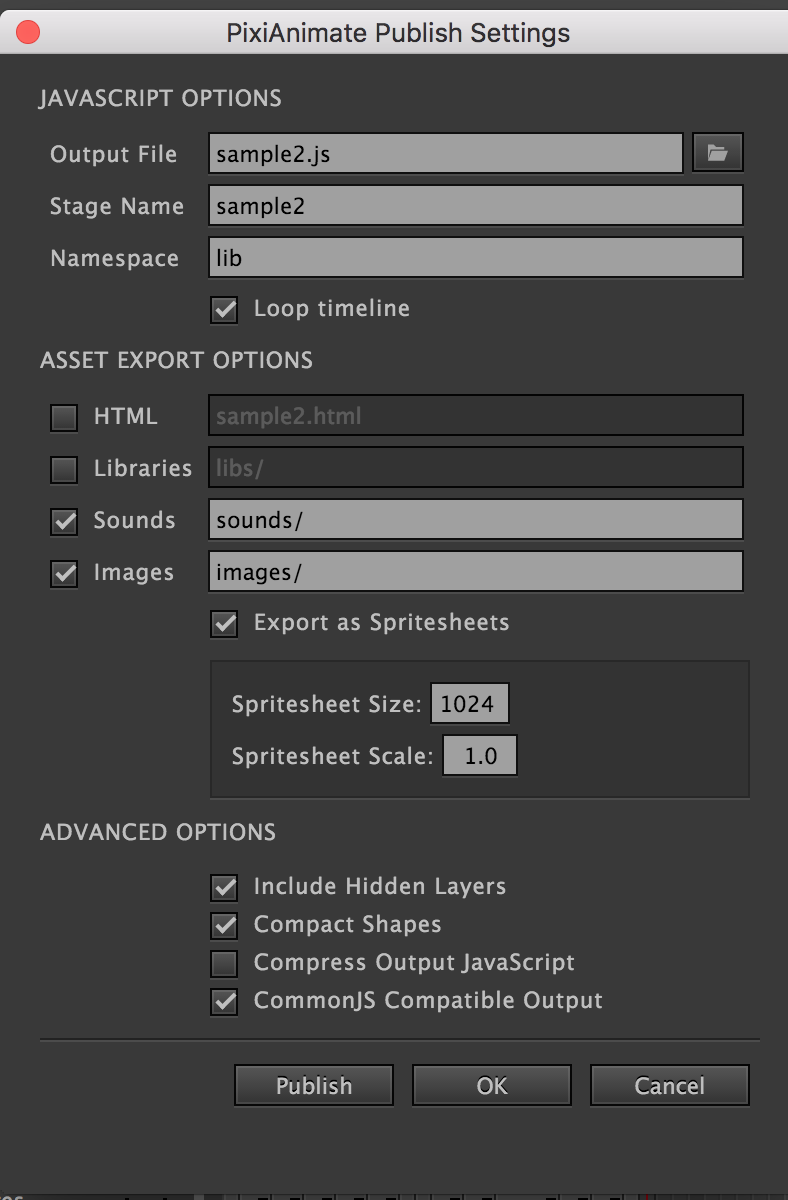 PixiAnimate Publish Settings
JAVASCRIPT OPTIONS
Output File sample2.js
Stage Name sample2
Namespace lib
Loop timeline
ASSET EXPORT OPTIONS
HTML sample2.html
Libraries libs/
Sounds sounds/
Images images/
Export as Spritesheets
Spritesheet Size: 1024
Spritesheet Scale: 1.0
ADVANCED OPTIONS
Include Hidden Layers
Compact Shapes
Compress Output JavaScript
CommonJS Compatible Output
Publish OK Cancel